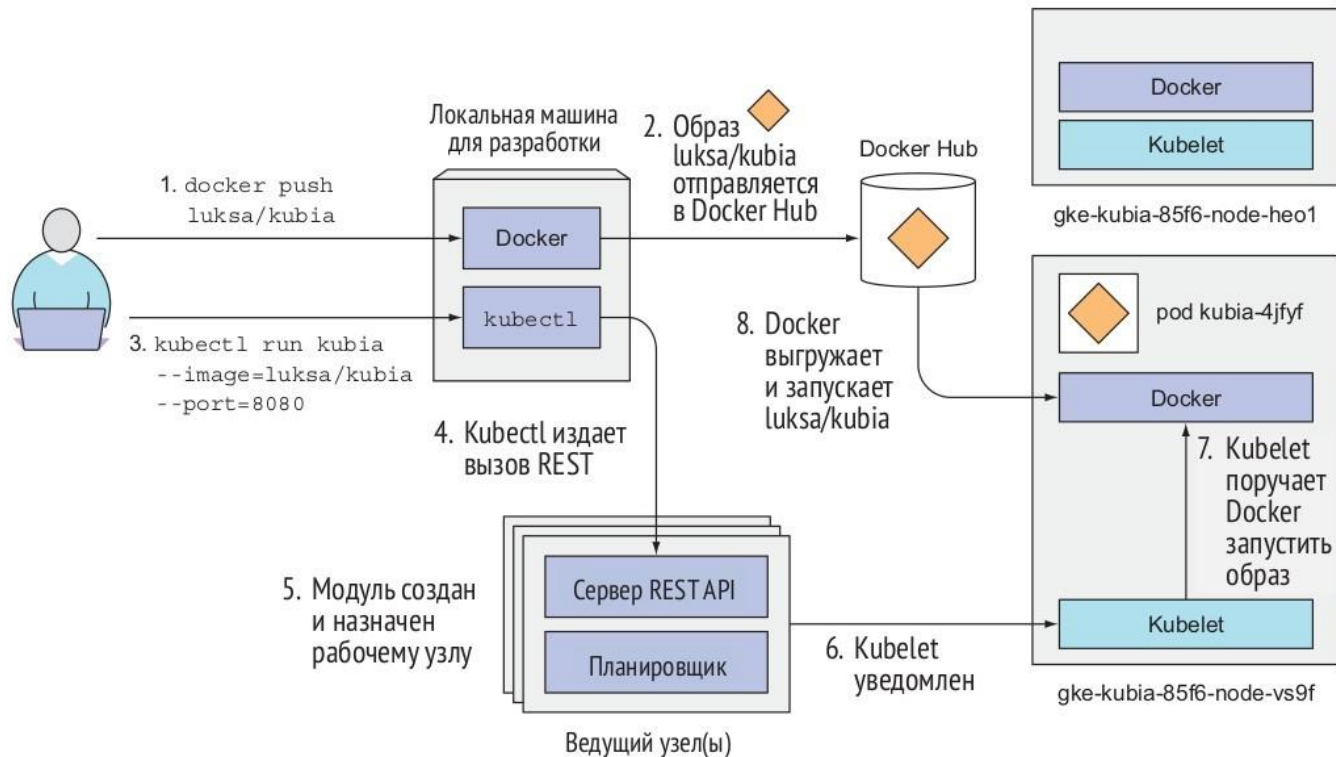 Локальная машина
для разработки
1. docker push
luksa/kubia
2. Образ
luksa/kubia
отправляется
в Docker Hub
Docker Hub
Docker
Kubelet
gke-kubia-85f6-node-heo1
Docker
kubectl
3. kubectl run kubia
--image=luksa/kubia
--port=8080
4. Kubectl издает
вызов REST
5. Модуль создан
и назначен
рабочему узлу
Сервер REST API
Планировщик
Ведущий узел(ы)
6. Kubelet
уведомлен
pod kubia-4jfyf
Docker
7. Kubelet
поручает
Docker
запустить
образ
Kubelet
gke-kubia-85f6-node-vs9f
8. Docker
выгружает
и запускает
luksa/kubia